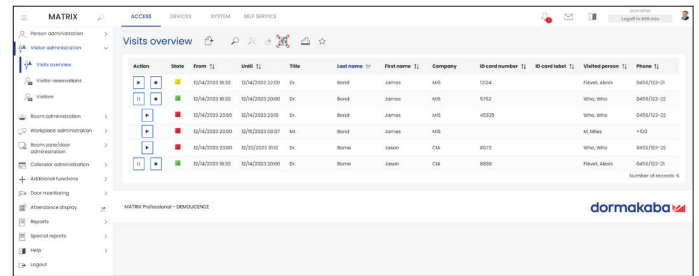 MATRIX
ACCESS DEVICES SYSTEM SELF SERVICE
Logoff in 899 min.
Person administration
Visitor administration
Visits overview
Visitor reservations
Visitors
Room administration
Workplace administration
Room zone/door administration
Calendar administration
Additional functions
Door monitoring
Attendance display
Reports
Special reports
Help
Logout
Visits overview
Action State From Until Title Last name First name Company ID card number ID card label Visited person Phone
12/14/2023 18:33 12/14/2023 22:00 Dr. Bond James MI6 12124 Flövet, Alexis 0456/123-21
12/14/2023 18:33 12/14/2023 20:00 Dr. Bond James MI6 5752 Who, Who 0456/123-22
12/14/2023 23:00 12/14/2023 23:10 Dr. Bond James MI6 45325 Who, Who 0456/123-22
12/14/2023 23:00 12/15/2023 00:37 Mr. Bond James MI6 M, Miles +100
12/14/2023 23:00 12/22/2023 01:12 Dr. Borne Jason CIA 6573 Who, Who 0456/123-22
12/14/2023 18:33 12/14/2023 20:00 Dr. Borne Jason CIA Alexis 0456/123-21
Number of records: 6
MATRIX Professional - DEMOLICENCE
dormakaba